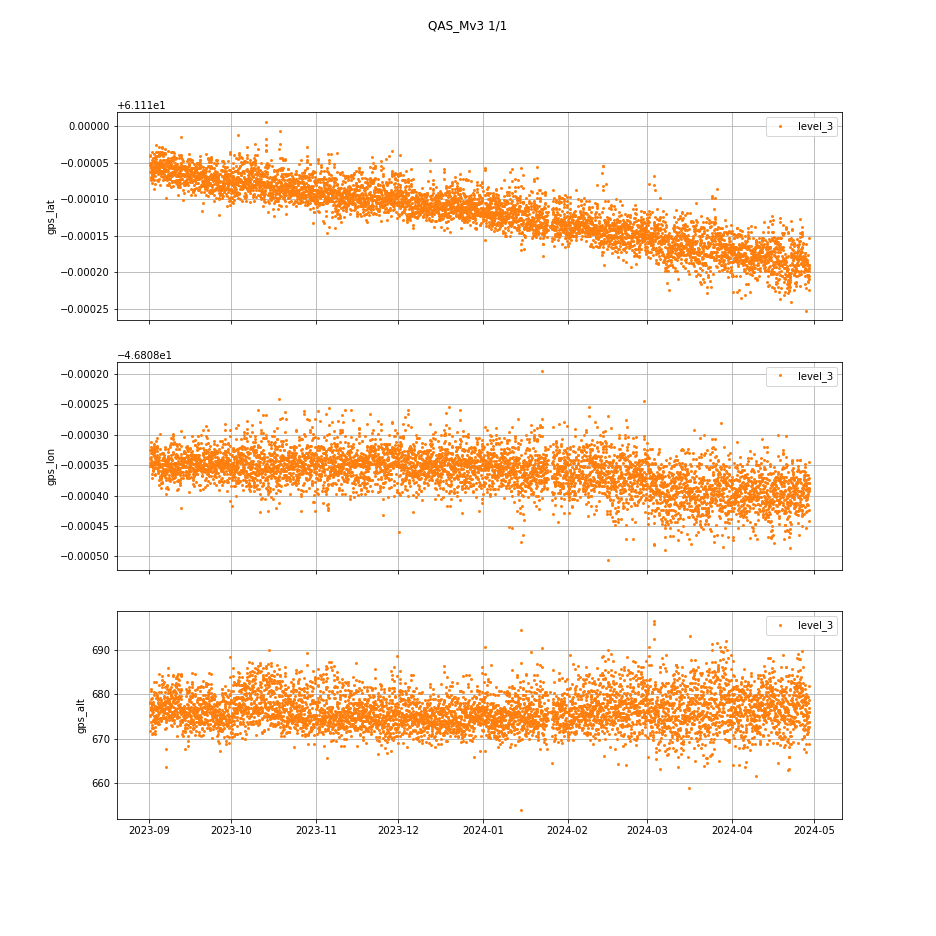 QAS_Mv3 1/1
+6.111e1
0.00000
−0.00005
−0.00010
−0.00015
−0.00020
−0.00025
gps_lat
level_3
−4.6808e1
−0.00020
−0.00025
−0.00030
−0.00035
−0.00040
−0.00045
−0.00050
gps_lon
level_3
690
680
670
660
gps_alt
level_3
2023-09 2023-10 2023-11 2023-12 2024-01 2024-02 2024-03 2024-04 2024-05